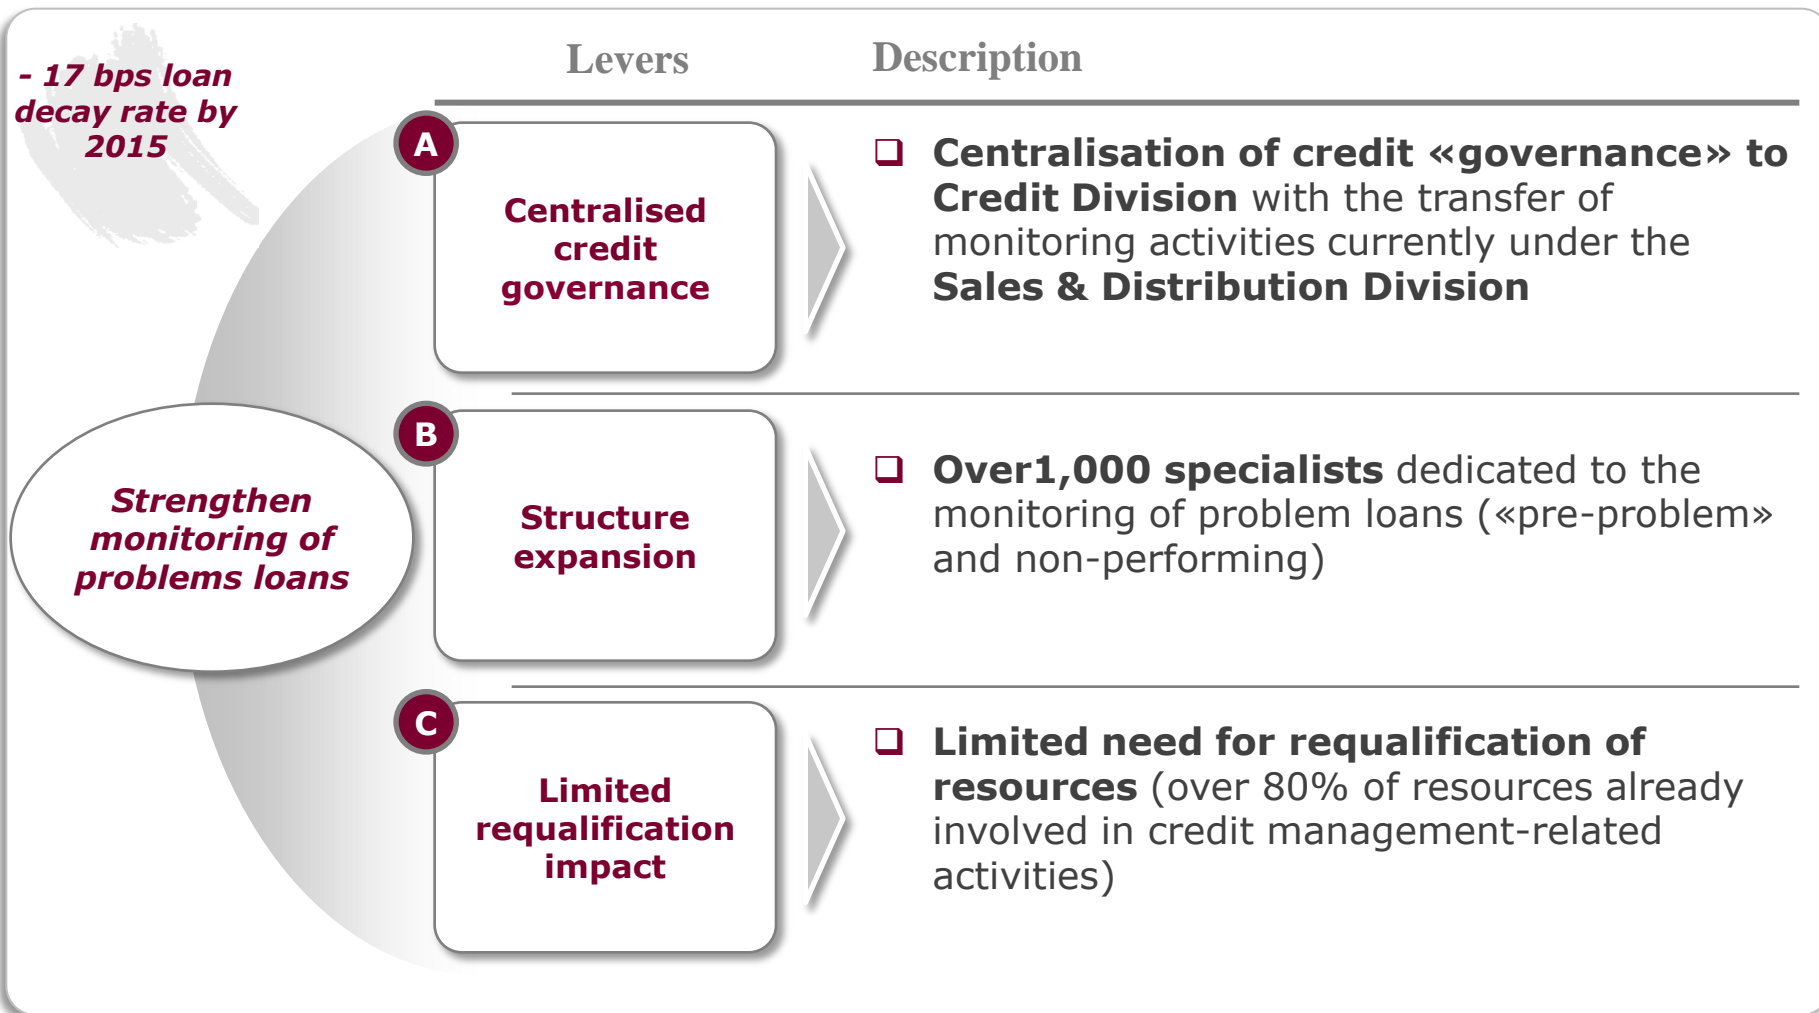 - 17 bps loan
decay rate by
2015
Levers
Description
A
Centralised
credit
governance
❑ Centralisation of credit «governance» to
Credit Division with the transfer of
monitoring activities currently under the
Sales & Distribution Division
Strengthen
monitoring of
problems loans
B
Structure
expansion
❑ Over1,000 specialists dedicated to the
monitoring of problem loans («pre-problem»
and non-performing)
C
Limited
requalification
impact
❑ Limited need for requalification of
resources (over 80% of resources already
involved in credit management-related
activities)